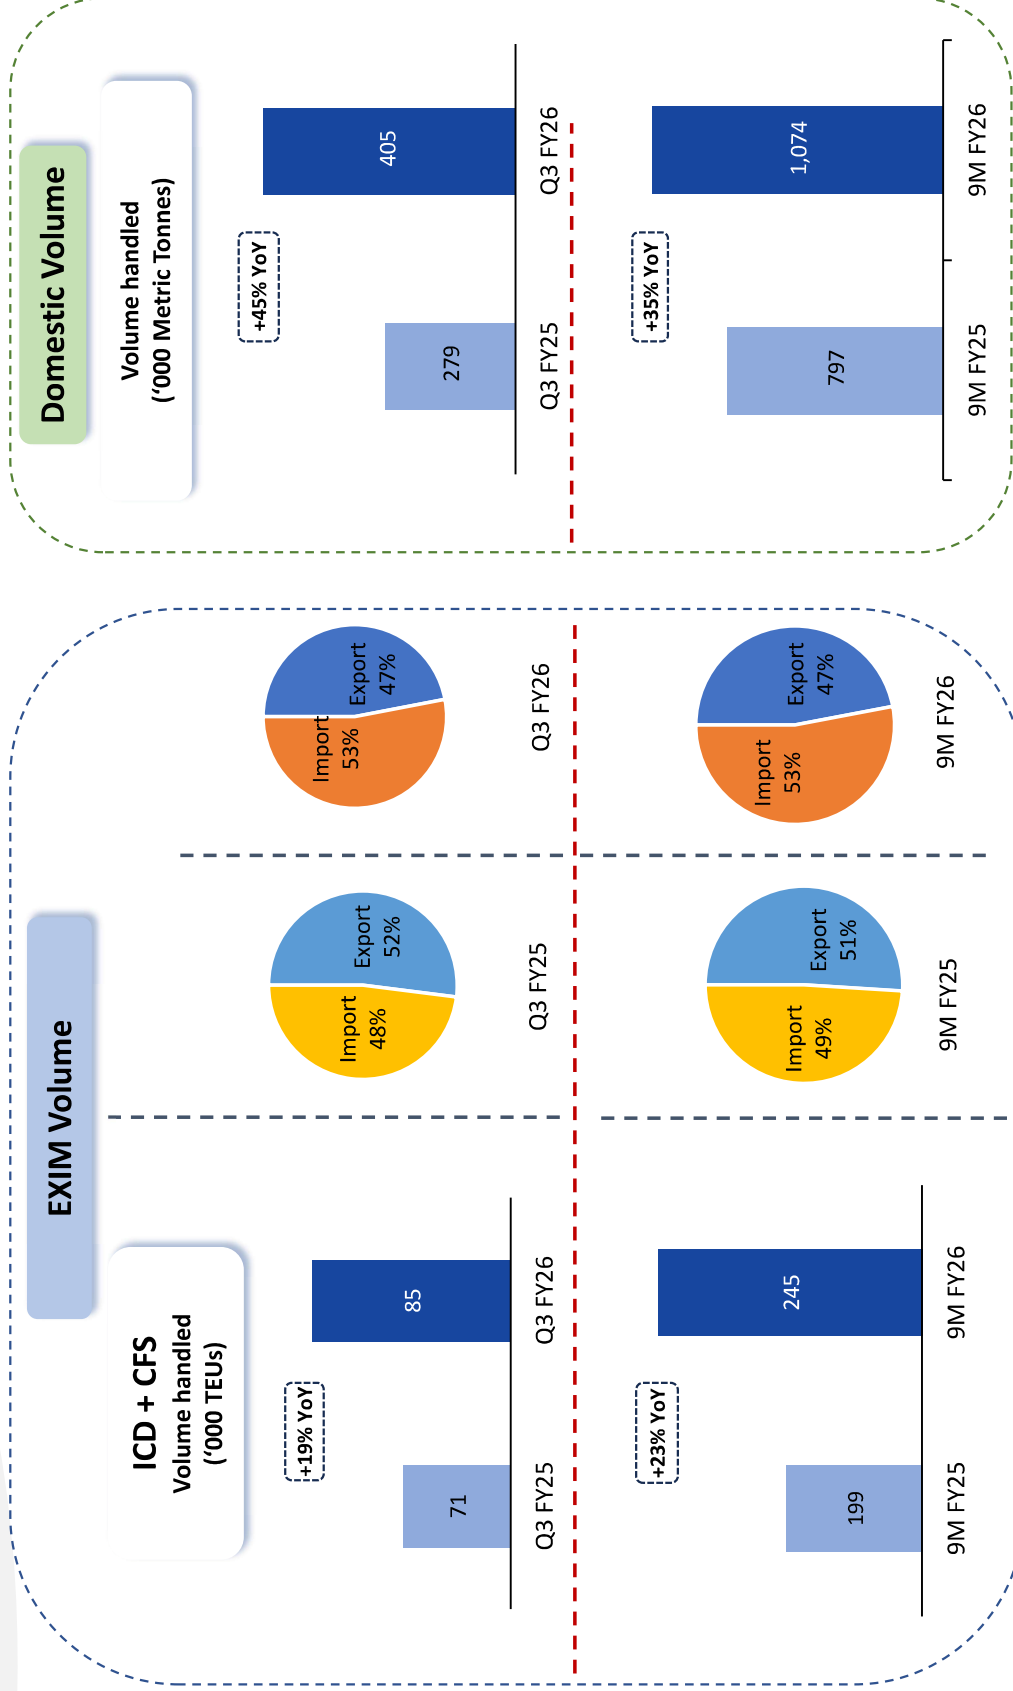 EXIM Volume
ICD + CFS
Volume handled
(‘000 TEUs)
+19% YoY
71
85
Q3 FY25
Q3 FY26
Import
48%
Export
52%
Q3 FY25
Import
53%
Export
47%
Q3 FY26
+23% YoY
199
245
9M FY25
9M FY26
Import
49%
Export
51%
9M FY25
Import
53%
Export
47%
9M FY26
Domestic Volume
Volume handled
(‘000 Metric Tonnes)
+45% YoY
279
405
Q3 FY25
Q3 FY26
+35% YoY
797
1,074
9M FY25
9M FY26